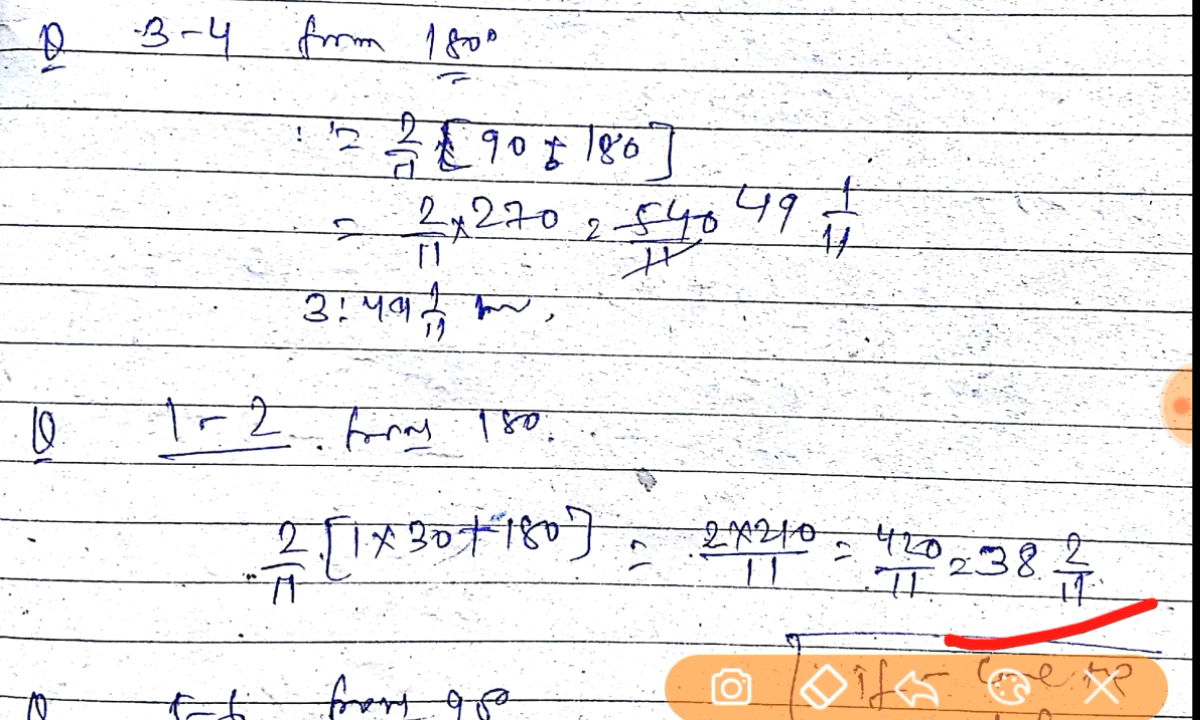 Q 3-4 from 180°
= 2/11 [90 ± 180]
= 2/11 × 270 = 540/11 49 1/11
3:49 1/11
Q 1-2 from 180.
2/11 [1×30+180°] = 2×210/11 = 420/11 = 38 2/11
Q from